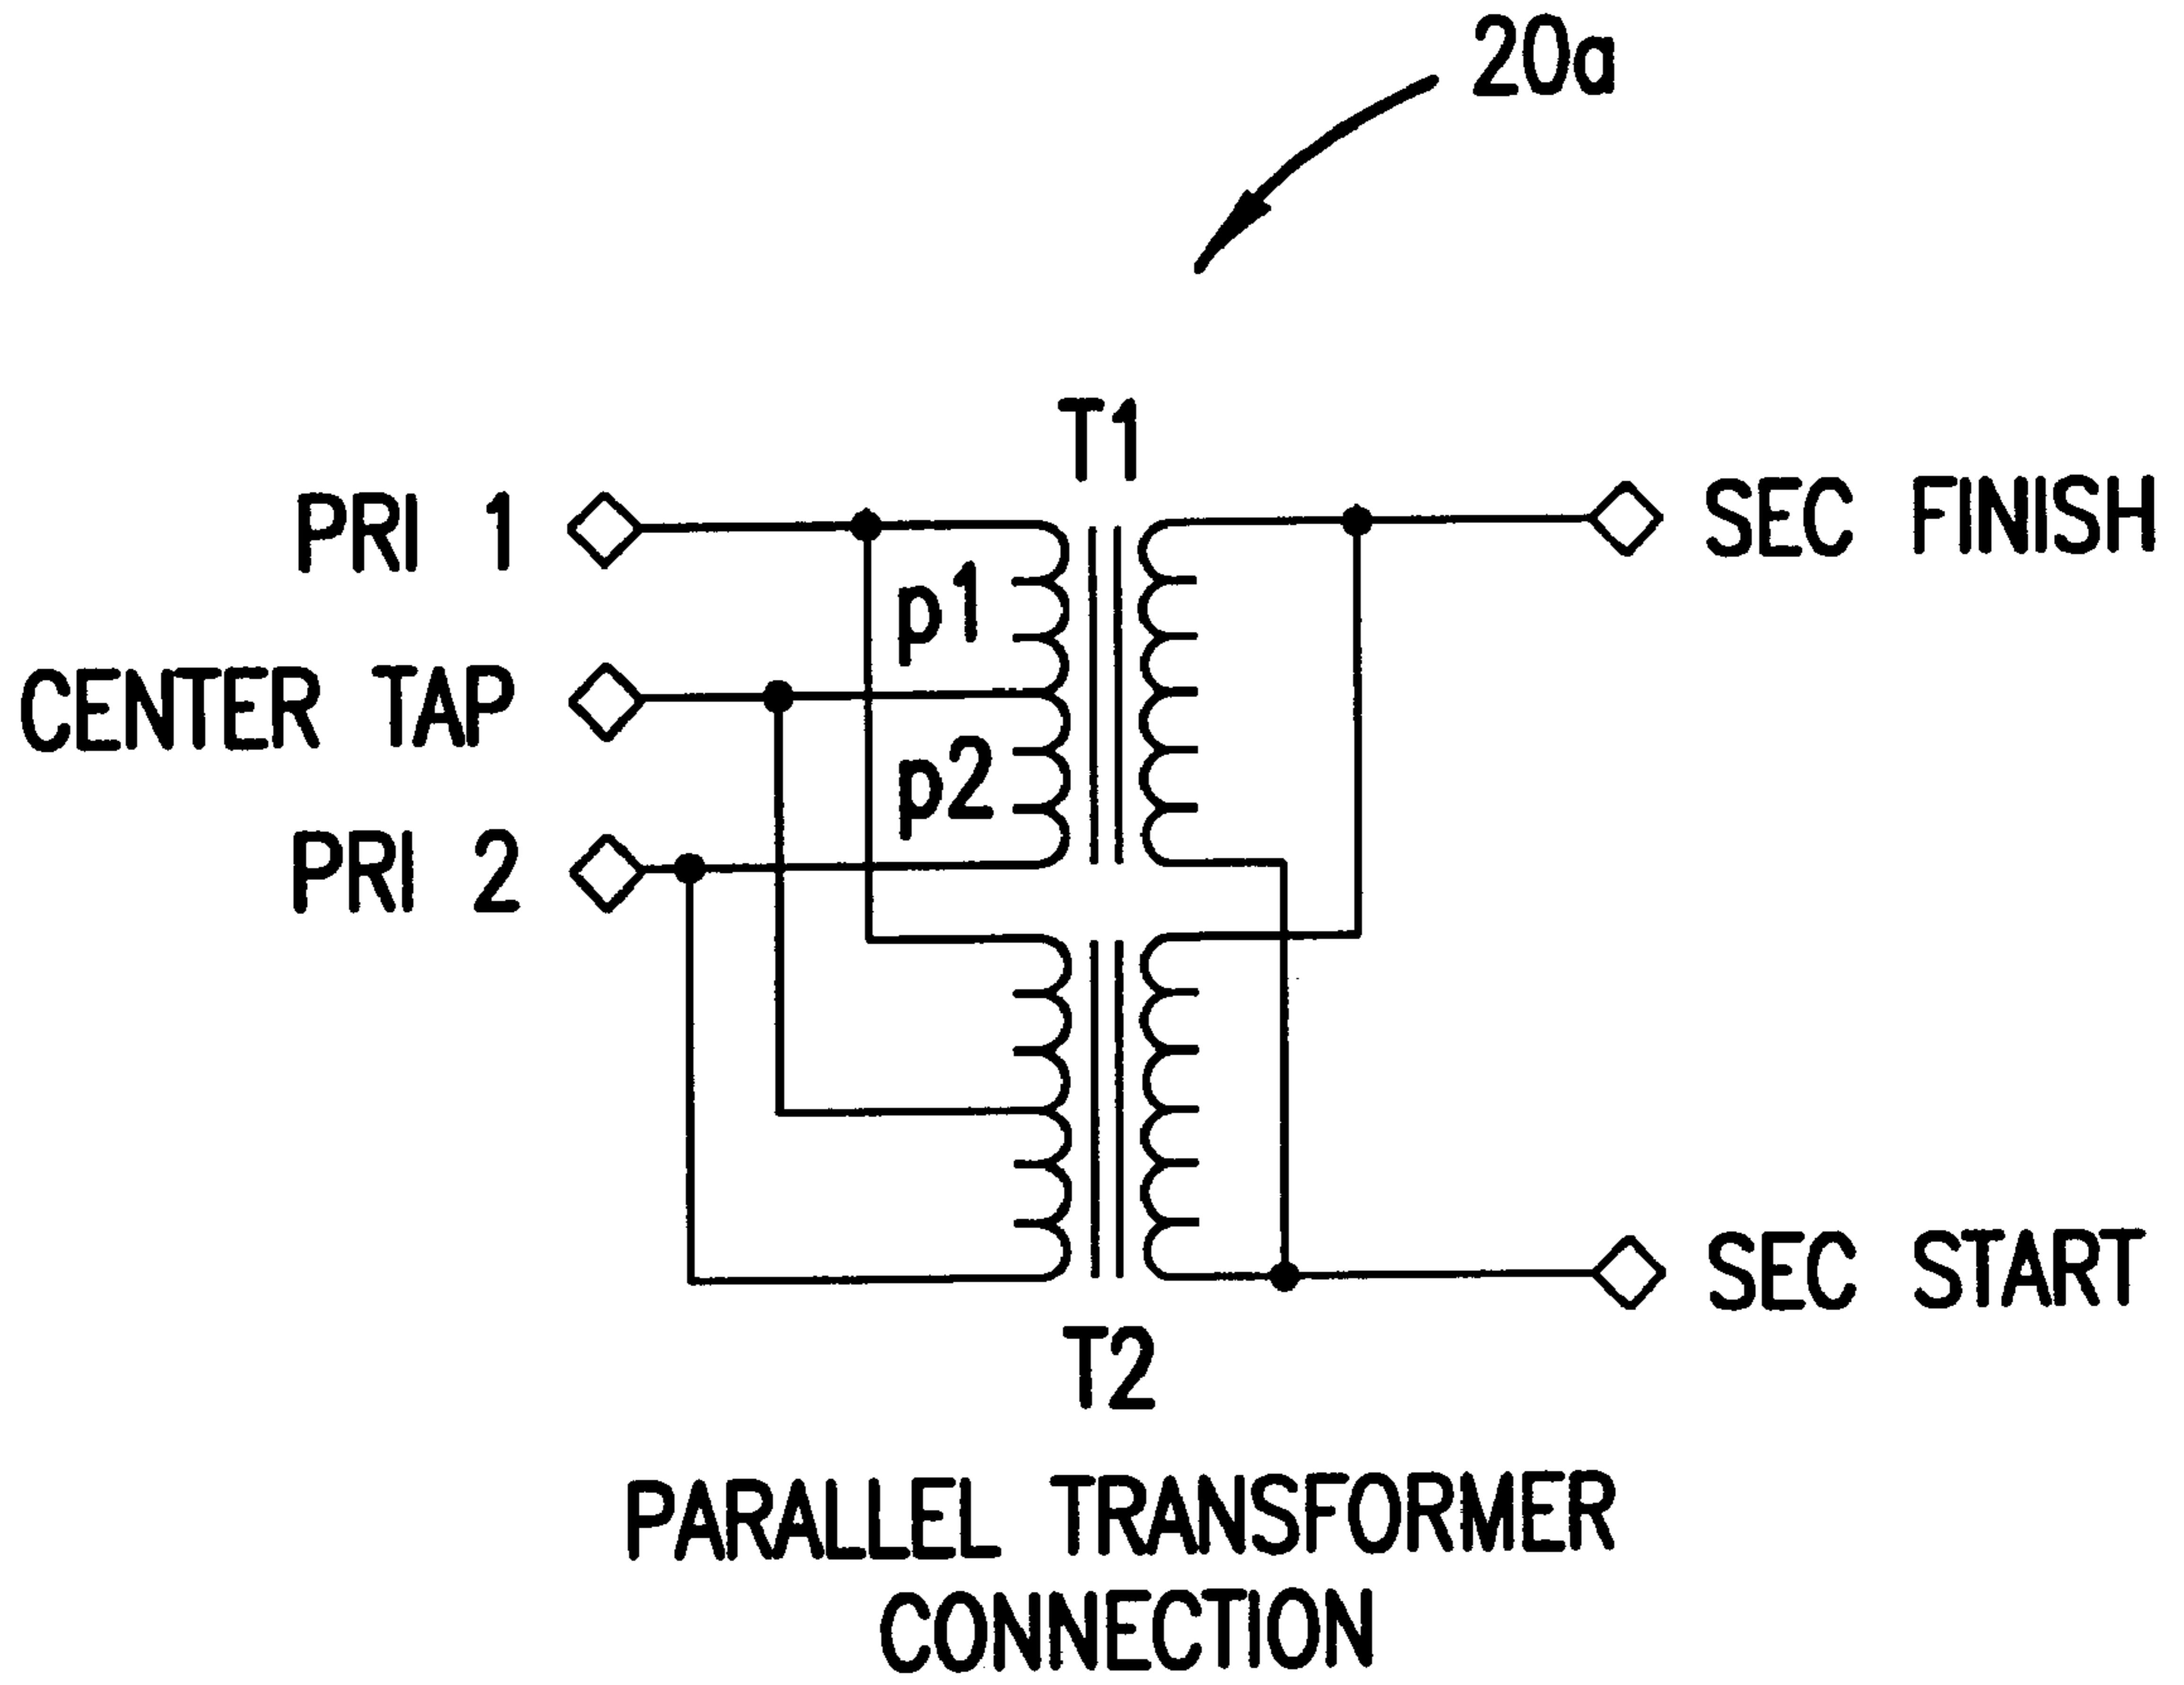 20a
T1
PRI 1
SEC FINISH
p1
CENTER TAP
p2
PRI 2
SEC START
T2
PARALLEL TRANSFORMER
CONNECTION